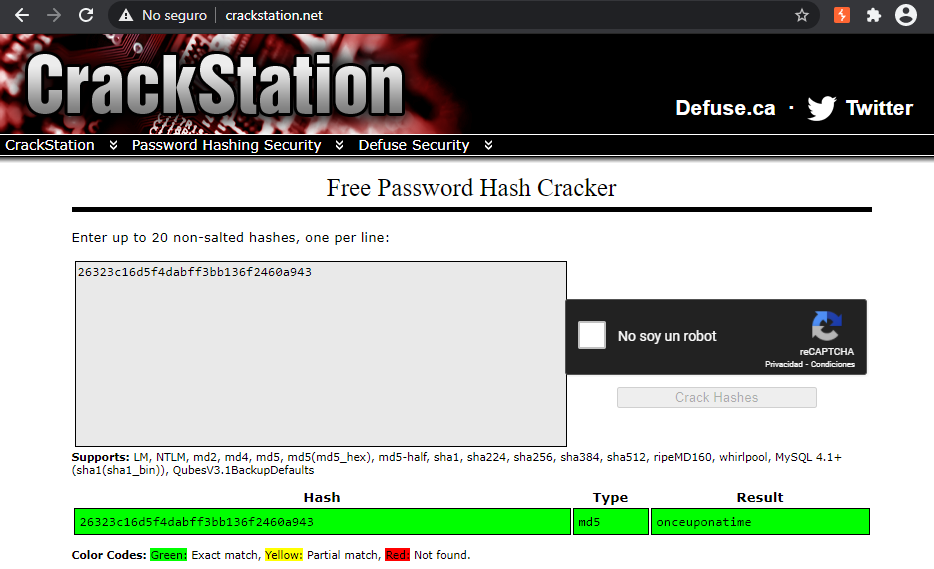 No seguro crackstation.net
CrackStation
Defuse.ca · Twitter
CrackStation Password Hashing Security Defuse Security
Free Password Hash Cracker
Enter up to 20 non-salted hashes, one per line:
26323c16d5f4dabff3bb136f2460a943
No soy un robot
reCAPTCHA
Privacidad - Condiciones
Crack Hashes
Supports: LM, NTLM, md2, md4, md5, md5(md5_hex), md5-half, sha1, sha224, sha256, sha384, sha512, ripeMD160, whirlpool, MySQL 4.1+
(sha1(sha1_bin)), QubesV3.1BackupDefaults
Hash Type Result
26323c16d5f4dabff3bb136f2460a943 md5 onceuponatime
Color Codes: Green: Exact match, Yellow: Partial match, Red: Not found.